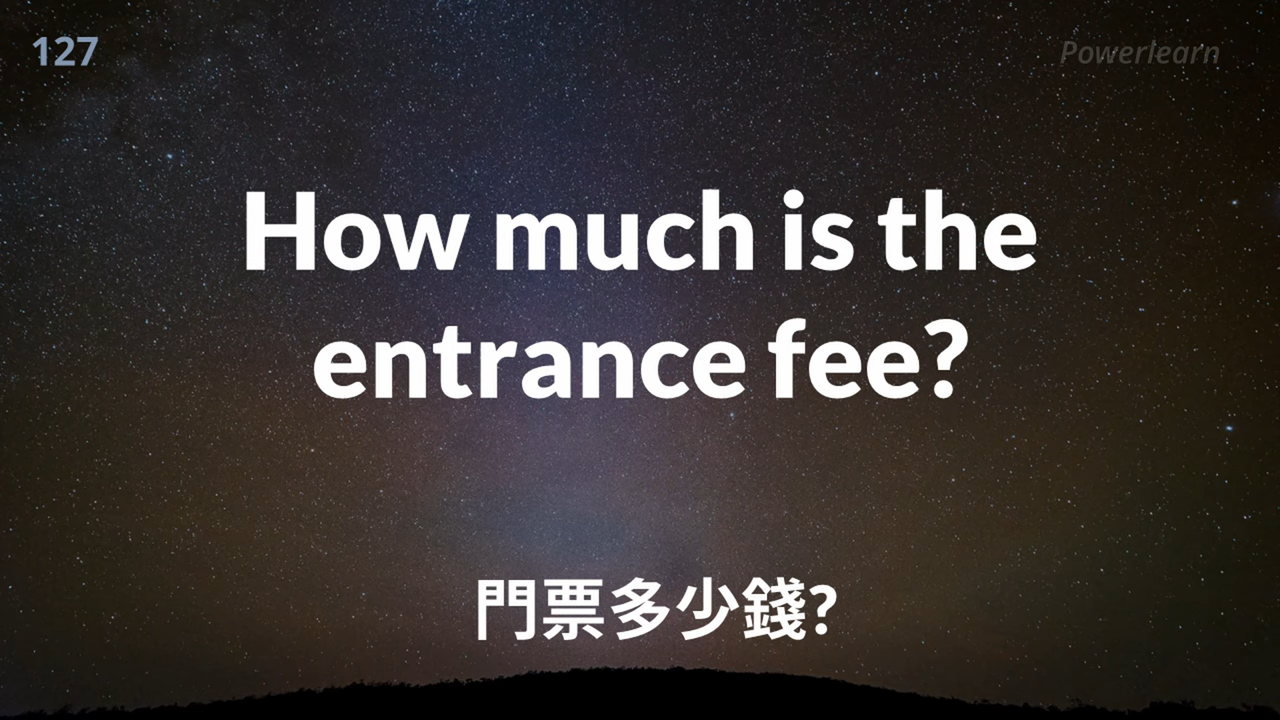 127
Powerlearn
How much is the
entrance fee?
門票多少錢?